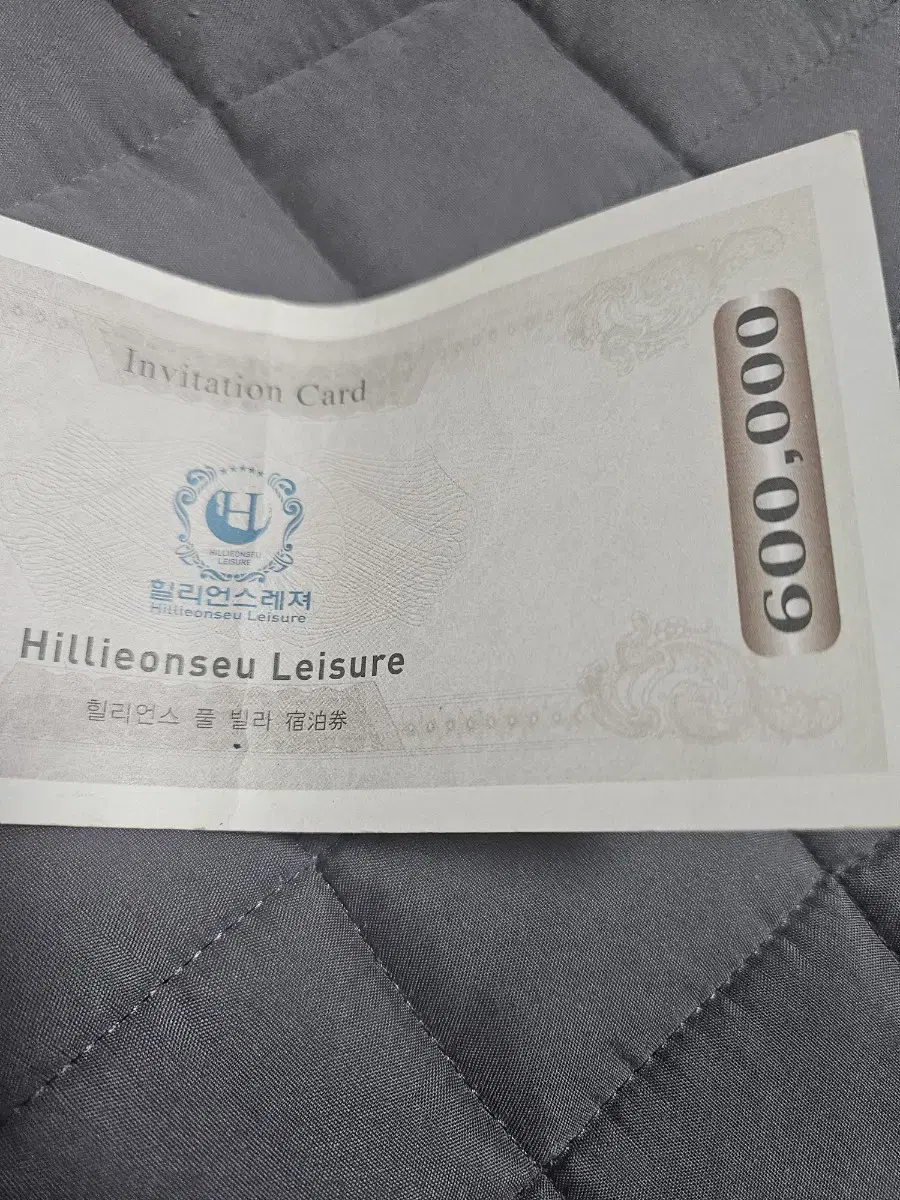 Invitation Card
H
HILLIEONSEU
LEISURE
힐리언스레져
Hillieonseu Leisure
Hillieonseu Leisure
힐리언스 풀 빌라 宿泊券
600,000